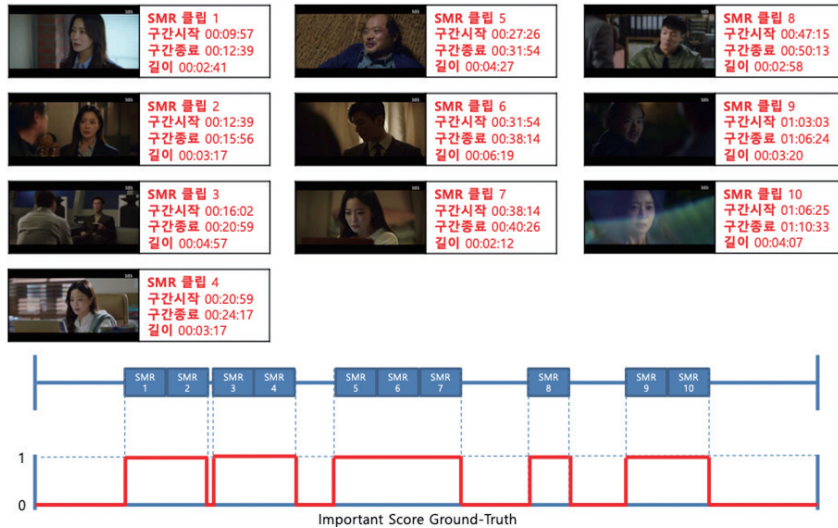 SMR 클립 1
구간시작 00:09:57
구간종료 00:12:39
길이 00:02:41
SMR 클립 2
구간시작 00:12:39
구간종료 00:15:56
길이 00:03:17
SMR 클립 3
구간시작 00:16:02
구간종료 00:20:59
길이 00:04:57
SMR 클립 4
구간시작 00:20:59
구간종료 00:24:17
길이 00:03:17
SMR 클립 5
구간시작 00:27:26
구간종료 00:31:54
길이 00:04:27
SMR 클립 6
구간시작 00:31:54
구간종료 00:38:14
길이 00:06:19
SMR 클립 7
구간시작 00:38:14
구간종료 00:40:26
길이 00:02:12
SMR 클립 8
구간시작 00:47:15
구간종료 00:50:13
길이 00:02:58
SMR 클립 9
구간시작 01:03:03
구간종료 01:06:24
길이 00:03:20
SMR 클립 10
구간시작 01:06:25
구간종료 01:10:33
길이 00:04:07
SMR 1
SMR 2
SMR 3
SMR 4
SMR 5
SMR 6
SMR 7
SMR 8
SMR 9
SMR 10
1
0
Important Score Ground-Truth